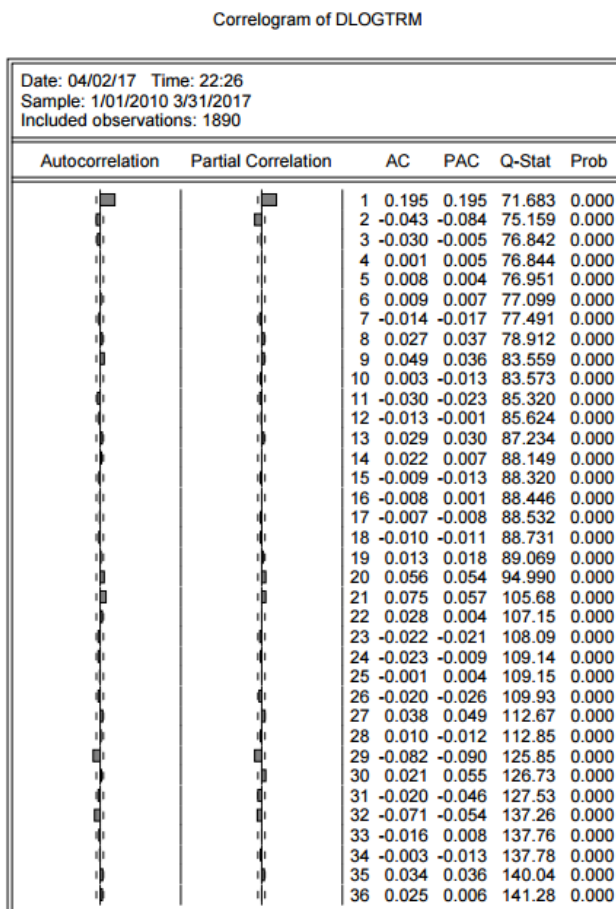 Correlogram of DLOGTRM
Date: 04/02/17 Time: 22:26
Sample: 1/01/2010 3/31/2017
Included observations: 1890
Autocorrelation Partial Correlation AC PAC Q-Stat Prob
1 0.195 0.195 71.683 0.000
2 -0.043 -0.084 75.159 0.000
3 -0.030 -0.005 76.842 0.000
4 0.001 0.005 76.844 0.000
5 0.008 0.004 76.951 0.000
6 0.009 0.007 77.099 0.000
7 -0.014 -0.017 77.491 0.000
8 0.027 0.037 78.912 0.000
9 0.049 0.036 83.559 0.000
10 0.003 -0.013 83.573 0.000
11 -0.030 -0.023 85.320 0.000
12 -0.013 -0.001 85.624 0.000
13 0.029 0.030 87.234 0.000
14 0.022 0.007 88.149 0.000
15 -0.009 -0.013 88.320 0.000
16 -0.008 0.001 88.446 0.000
17 -0.007 -0.008 88.532 0.000
18 -0.010 -0.011 88.731 0.000
19 0.013 0.018 89.069 0.000
20 0.056 0.054 94.990 0.000
21 0.075 0.057 105.68 0.000
22 0.028 0.004 107.15 0.000
23 -0.022 -0.021 108.09 0.000
24 -0.023 -0.009 109.14 0.000
25 -0.001 0.004 109.15 0.000
26 -0.020 -0.026 109.93 0.000
27 0.038 0.049 112.67 0.000
28 0.010 -0.012 112.85 0.000
29 -0.082 -0.090 125.85 0.000
30 0.021 0.055 126.73 0.000
31 -0.020 -0.046 127.53 0.000
32 -0.071 -0.054 137.26 0.000
33 -0.016 0.008 137.76 0.000
34 -0.003 -0.013 137.78 0.000
35 0.034 0.036 140.04 0.000
36 0.025 0.006 141.28 0.000